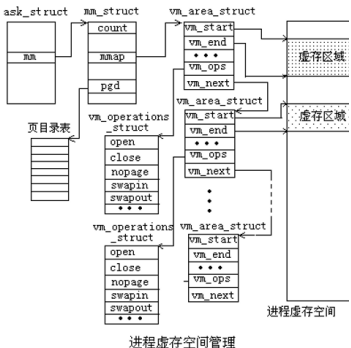 ask_struct
mm
mm_struct
count
mmap
pgd
页目录表
vm_area_struct
vm_start
vm_end
•••
vm_ops
vm_next
虚存区域
vm_area_struct
vm_start
vm_end
•••
vm_ops
vm_next
虚存区域
vm_operations
_struct
open
close
nopage
swapin
swapout
•••
vm_operations
_struct
open
close
nopage
swapin
swapout
•••
vm_area_struct
vm_start
vm_end
•••
vm_ops
vm_next
进程虚存空间
进程虚存空间管理